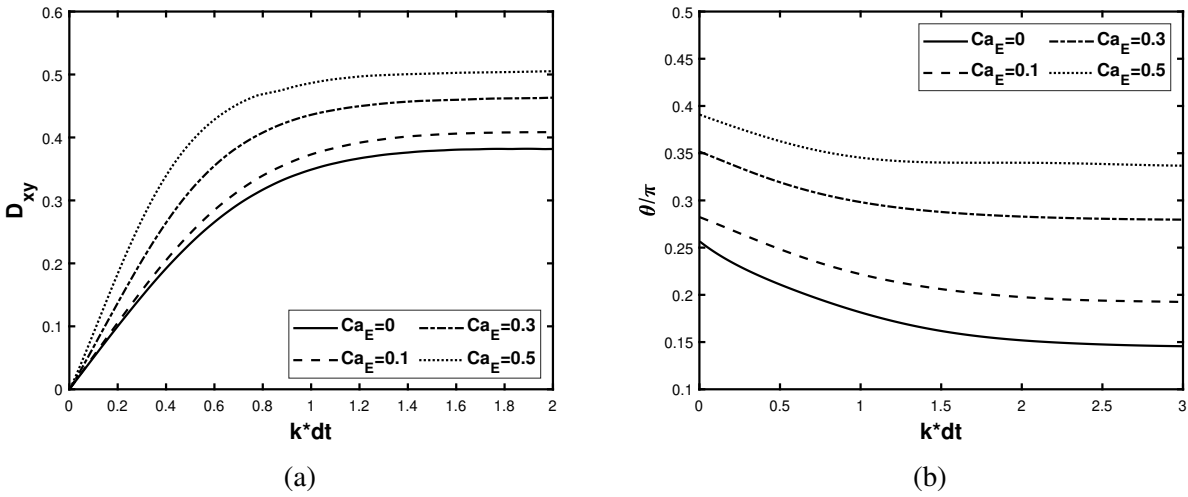 0.6
0.5
0.4
0.3
0.2
0.1
0
D_xy
Ca_E=0 Ca_E=0.3
Ca_E=0.1 Ca_E=0.5
0 0.2 0.4 0.6 0.8 1 1.2 1.4 1.6 1.8 2
k*dt
(a)
0.5
0.45
0.4
0.35
0.3
0.25
0.2
0.15
0.1
θ/π
Ca_E=0 Ca_E=0.3
Ca_E=0.1 Ca_E=0.5
0 0.5 1 1.5 2 2.5 3
k*dt
(b)